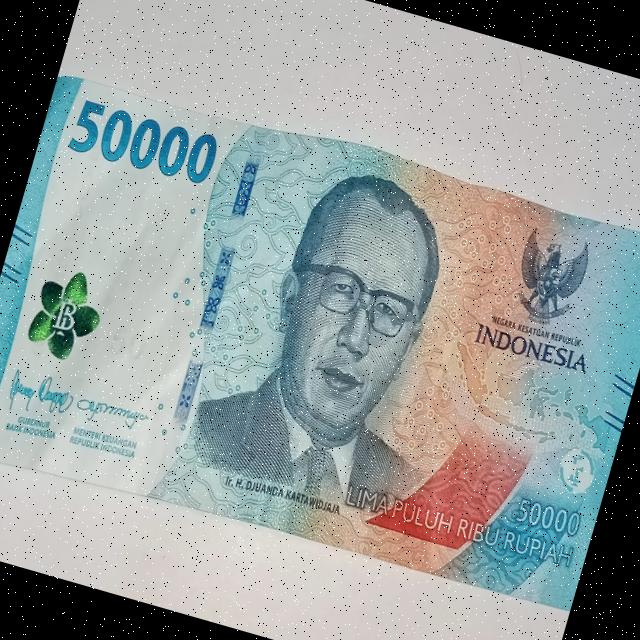 50000
NEGARA KESATUAN REPUBLIK
INDONESIA
GUBERNUR
BANK INDONESIA
MENTERI KEUANGAN
REPUBLIK INDONESIA
Ir. H. DJUANDA KARTAWIDJAJA
50000
LIMA PULUH RIBU RUPIAH